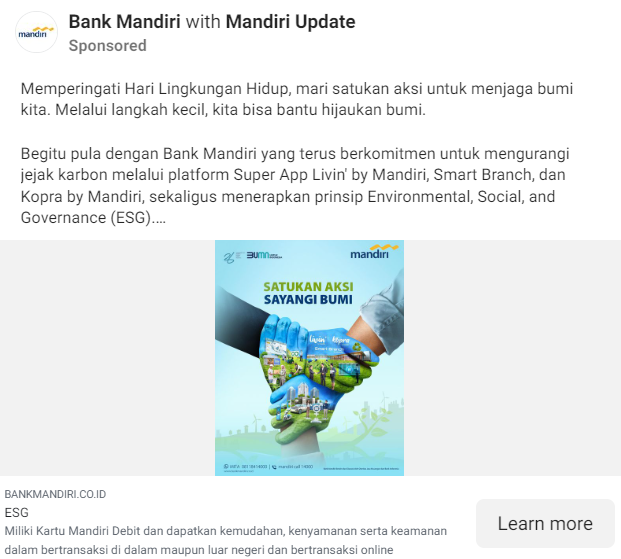 mandiri
Bank Mandiri with Mandiri Update
Sponsored
Memperingati Hari Lingkungan Hidup, mari satukan aksi untuk menjaga bumi
kita. Melalui langkah kecil, kita bisa bantu hijaukan bumi.
Begitu pula dengan Bank Mandiri yang terus berkomitmen untuk mengurangi
jejak karbon melalui platform Super App Livin' by Mandiri, Smart Branch, dan
Kopra by Mandiri, sekaligus menerapkan prinsip Environmental, Social, and
Governance (ESG)....
BUMN
mandiri
SATUKAN AKSI
SAYANGI BUMI
livin' kopra
mandiri call 14000
BANKMANDIRI.CO.ID
ESG
Miliki Kartu Mandiri Debit dan dapatkan kemudahan, kenyamanan serta keamanan
dalam bertransaksi di dalam maupun luar negeri dan bertransaksi online
Learn more